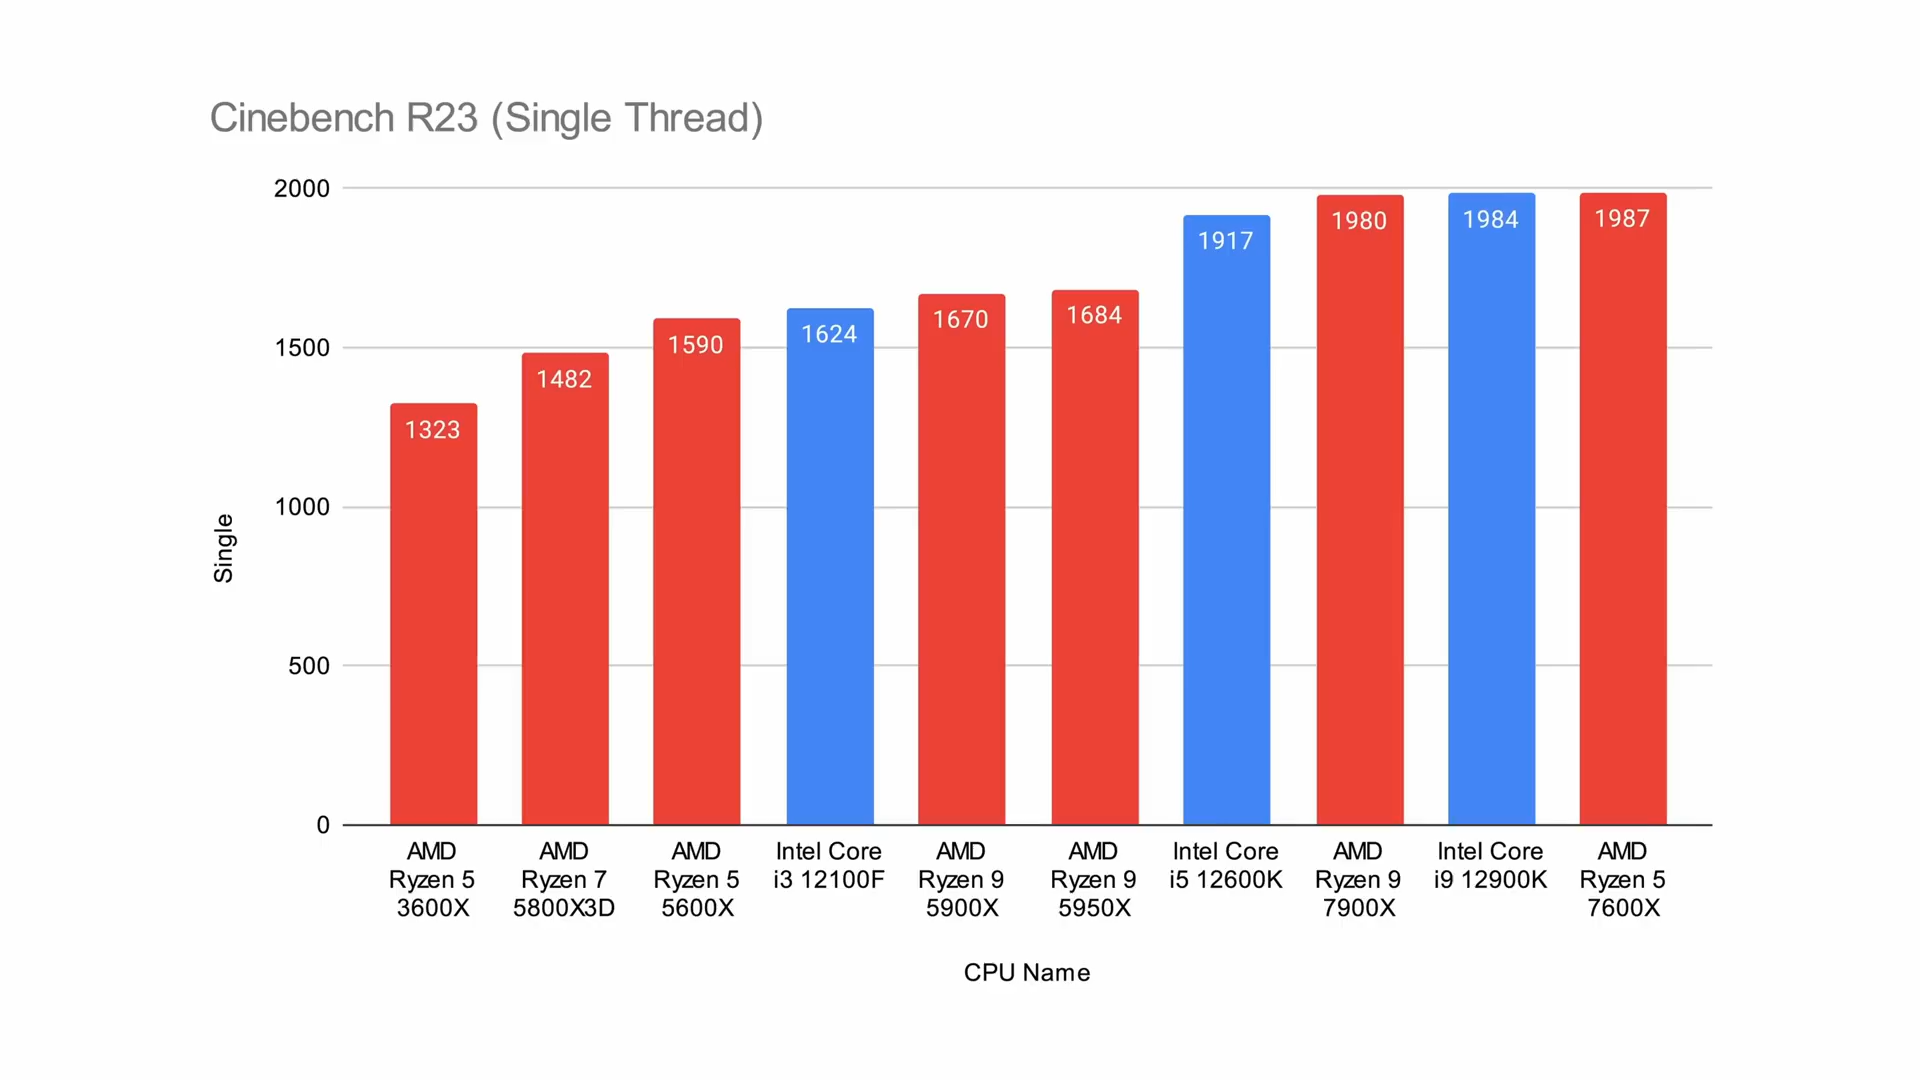 Cinebench R23 (Single Thread)
2000
1500
1000
500
0
Single
1323
1482
1590
1624
1670
1684
1917
1980
1984
1987
AMD
Ryzen 5
3600X
AMD
Ryzen 7
5800X3D
AMD
Ryzen 5
5600X
Intel Core
i3 12100F
AMD
Ryzen 9
5900X
AMD
Ryzen 9
5950X
Intel Core
i5 12600K
AMD
Ryzen 9
7900X
Intel Core
i9 12900K
AMD
Ryzen 5
7600X
CPU Name